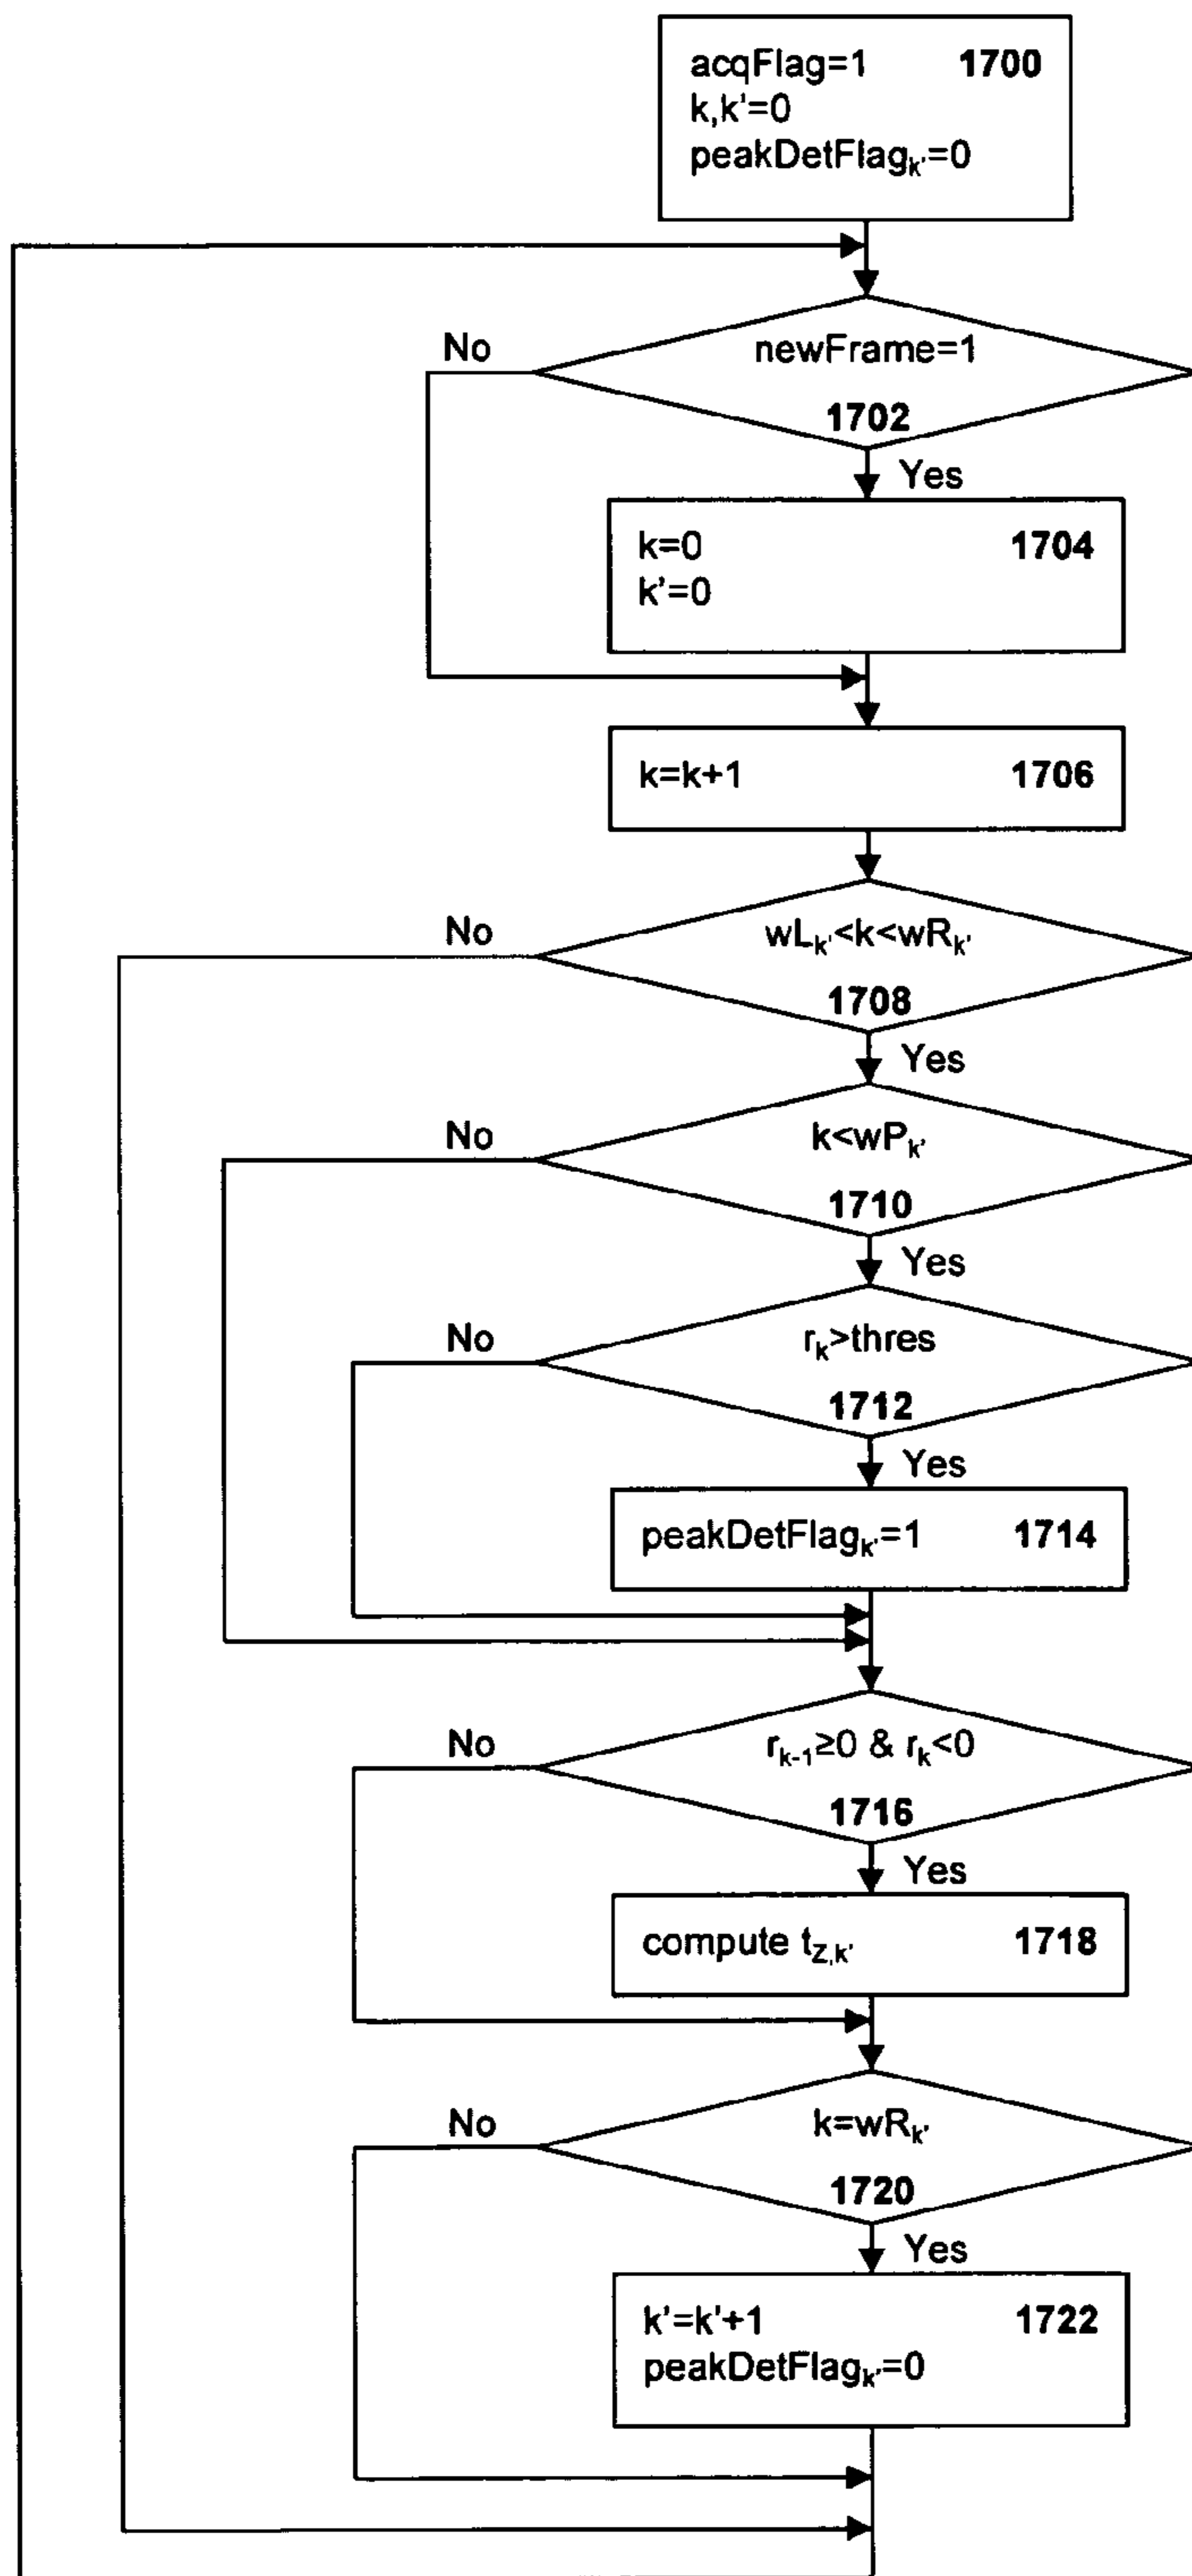 acqFlag=1 1700
k,k'=0
peakDetFlagk'=0
No
newFrame=1
1702
Yes
k=0 1704
k'=0
k=k+1 1706
No
wLk'<k<wRk'
1708
Yes
No
k<wPk'
1710
Yes
No
rk>thres
1712
Yes
peakDetFlagk'=1 1714
No
rk-1≥0 & rk<0
1716
Yes
compute tZ,k' 1718
No
k=wRk'
1720
Yes
k'=k'+1 1722
peakDetFlagk'=0